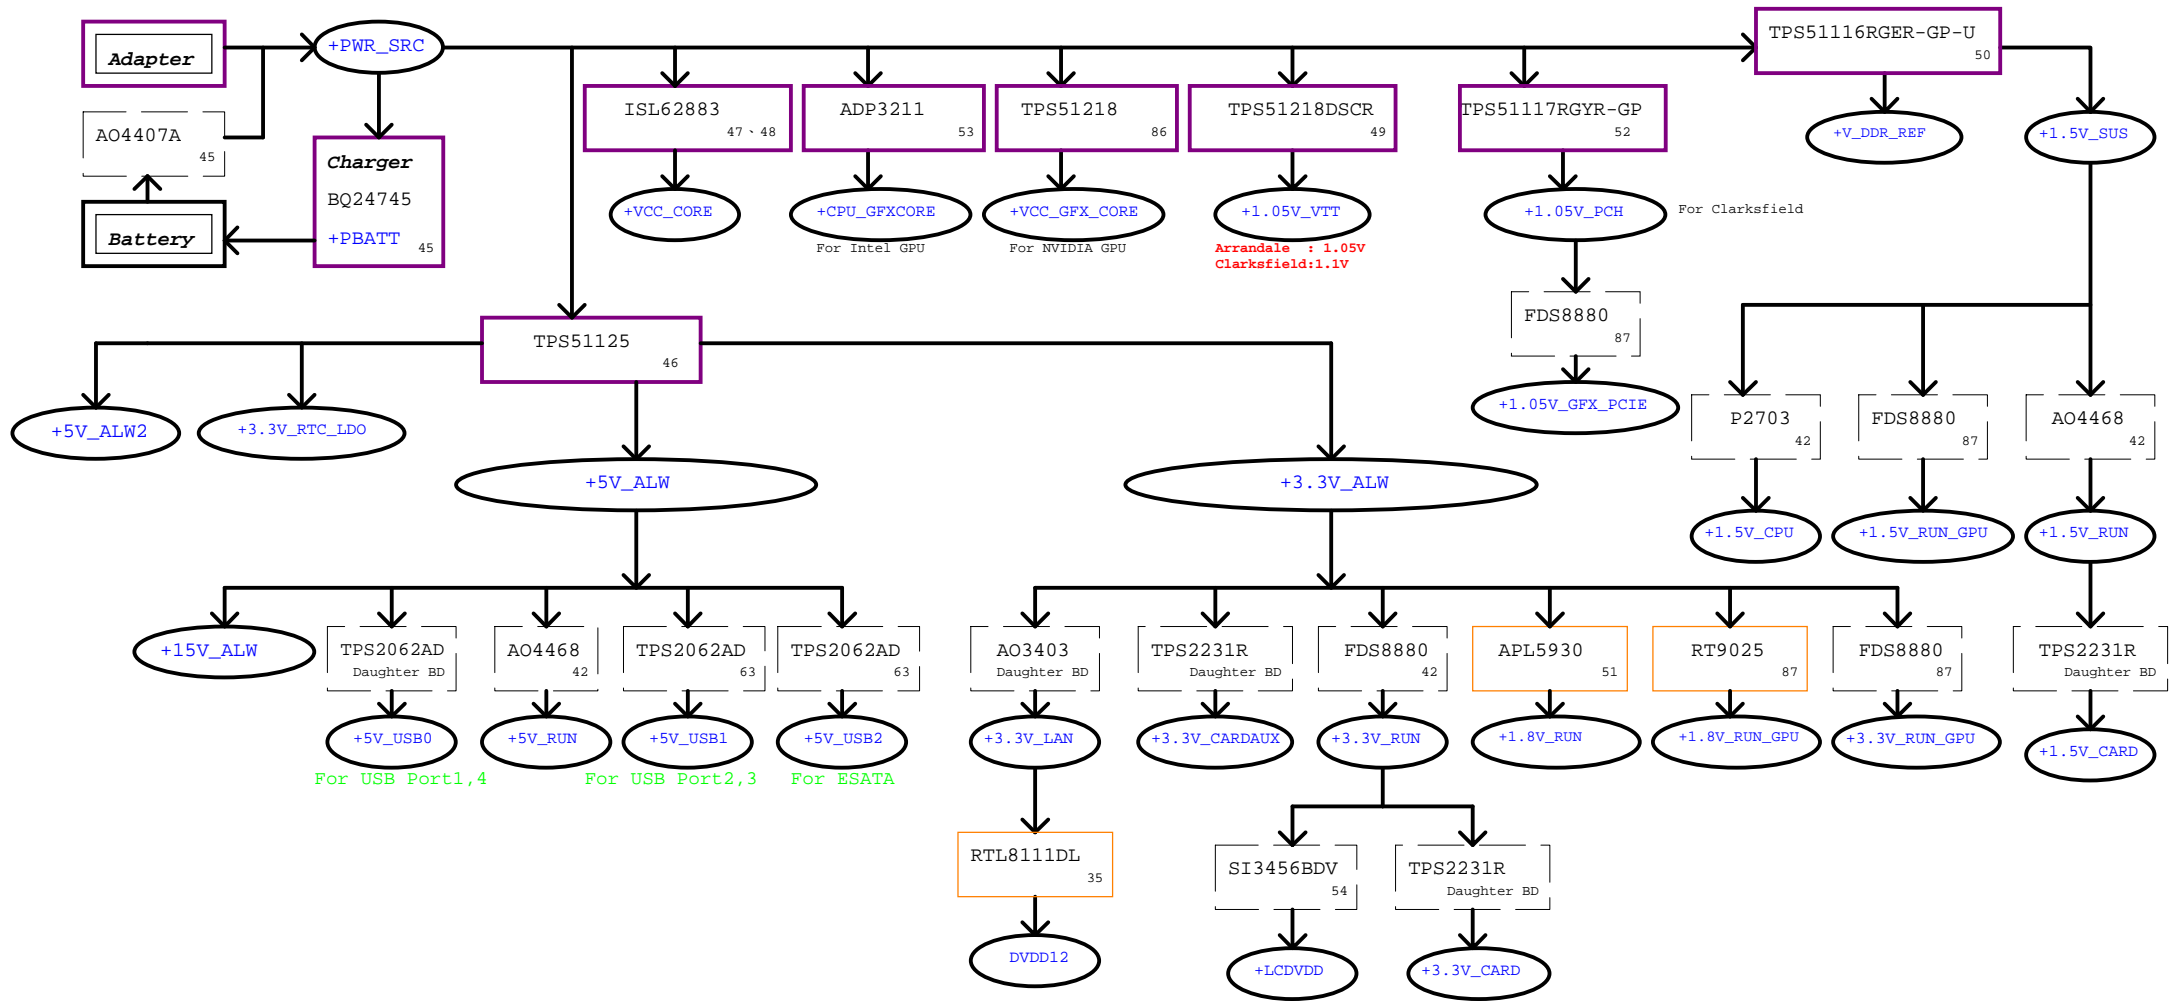 Adapter
+PWR_SRC
TPS51116RGER-GP-U
50
AO4407A
45
Charger
BQ24745
+PBATT
45
Battery
ISL62883
47、48
ADP3211
53
TPS51218
86
TPS51218DSCR
49
TPS51117RGYR-GP
52
+V_DDR_REF
+1.5V_SUS
+VCC_CORE
+CPU_GFXCORE
For Intel GPU
+VCC_GFX_CORE
For NVIDIA GPU
+1.05V_VTT
Arrandale  : 1.05V
Clarksfield:1.1V
+1.05V_PCH
For Clarksfield
FDS8880
87
+1.05V_GFX_PCIE
TPS51125
46
+5V_ALW2
+3.3V_RTC_LDO
+5V_ALW
+3.3V_ALW
P2703
42
FDS8880
87
AO4468
42
+1.5V_CPU
+1.5V_RUN_GPU
+1.5V_RUN
+15V_ALW
TPS2062AD
Daughter BD
AO4468
42
TPS2062AD
63
TPS2062AD
63
AO3403
Daughter BD
TPS2231R
Daughter BD
FDS8880
42
APL5930
51
RT9025
87
FDS8880
87
TPS2231R
Daughter BD
+5V_USB0
For USB Port1,4
+5V_RUN
+5V_USB1
For USB Port2,3
+5V_USB2
For ESATA
+3.3V_LAN
+3.3V_CARDAUX
+3.3V_RUN
+1.8V_RUN
+1.8V_RUN_GPU
+3.3V_RUN_GPU
+1.5V_CARD
RTL8111DL
35
SI3456BDV
54
TPS2231R
Daughter BD
DVDD12
+LCDVDD
+3.3V_CARD